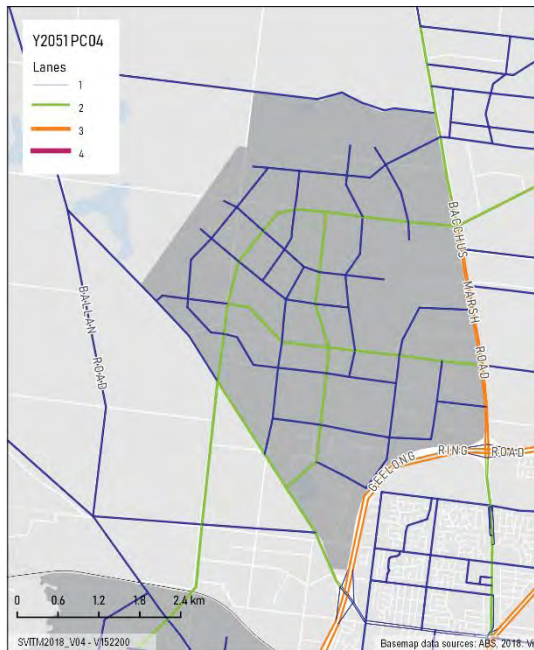 Y2051PC04
Lanes
1
2
3
4
BACCHUS MARSH ROAD
BALLAN ROAD
GEELONG RING ROAD
0 0.6 1.2 1.8 2.4 km
SVITM2018_V04 - V152200
Basemap data sources: ABS, 2018. Vi